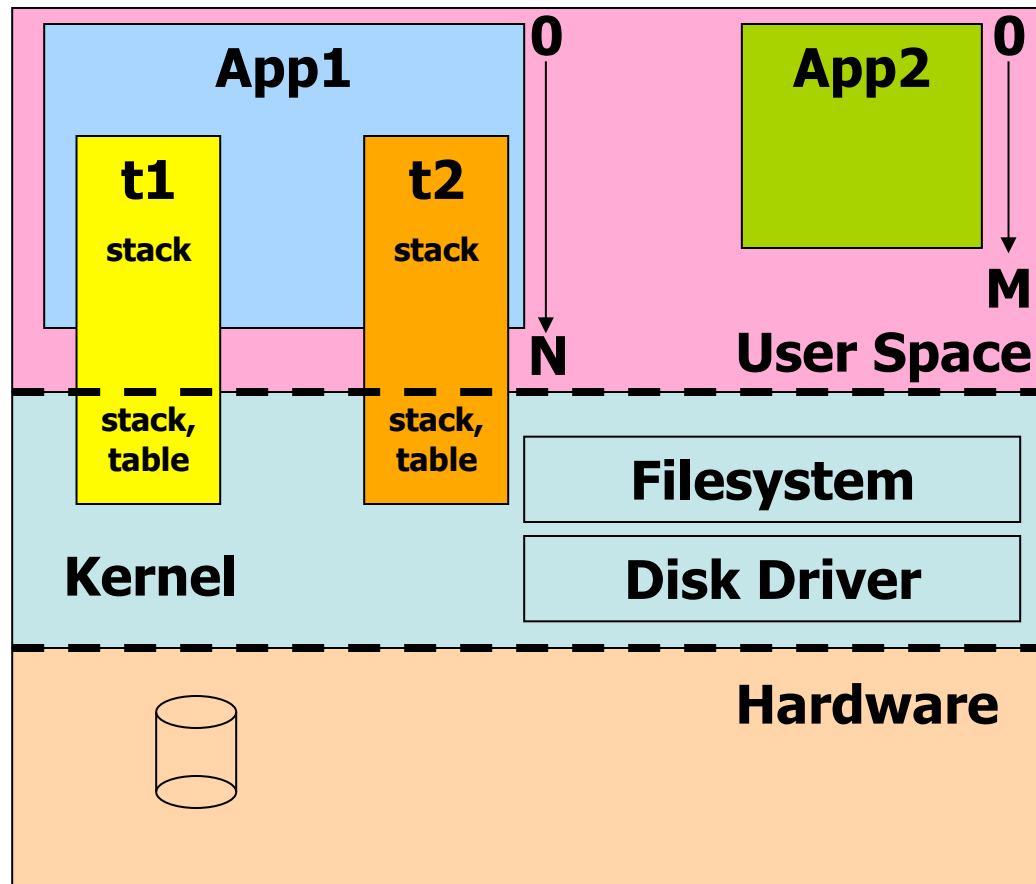 App1
0
App2
0
t1
t2
stack
stack
M
N
User Space
stack,
table
stack,
table
Filesystem
Kernel
Disk Driver
Hardware